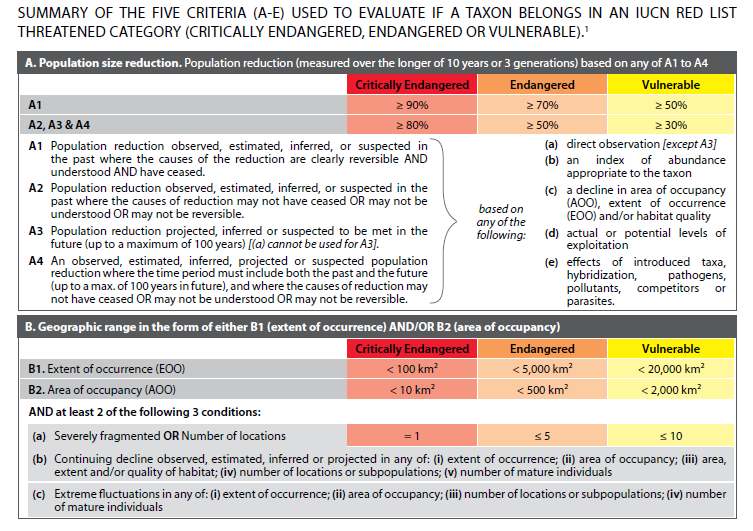 SUMMARY OF THE FIVE CRITERIA (A-E) USED TO EVALUATE IF A TAXON BELONGS IN AN IUCN RED LIST
THREATENED CATEGORY (CRITICALLY ENDANGERED, ENDANGERED OR VULNERABLE).¹
A. Population size reduction. Population reduction (measured over the longer of 10 years or 3 generations) based on any of A1 to A4
Critically Endangered Endangered Vulnerable
A1 ≥ 90% ≥ 70% ≥ 50%
A2, A3 & A4 ≥ 80% ≥ 50% ≥ 30%
A1 Population reduction observed, estimated, inferred, or suspected in
the past where the causes of the reduction are clearly reversible AND
understood AND have ceased.
A2 Population reduction observed, estimated, inferred, or suspected in the
past where the causes of reduction may not have ceased OR may not be
understood OR may not be reversible.
A3 Population reduction projected, inferred or suspected to be met in the
future (up to a maximum of 100 years) [(a) cannot be used for A3].
A4 An observed, estimated, inferred, projected or suspected population
reduction where the time period must include both the past and the future
(up to a max. of 100 years in future), and where the causes of reduction may
not have ceased OR may not be understood OR may not be reversible.
based on
any of the
following:
(a) direct observation [except A3]
(b) an index of abundance
appropriate to the taxon
(c) a decline in area of occupancy
(AOO), extent of occurrence
(EOO) and/or habitat quality
(d) actual or potential levels of
exploitation
(e) effects of introduced taxa,
hybridization, pathogens,
pollutants, competitors or
parasites.
B. Geographic range in the form of either B1 (extent of occurrence) AND/OR B2 (area of occupancy)
Critically Endangered Endangered Vulnerable
B1. Extent of occurrence (EOO) < 100 km² < 5,000 km² < 20,000 km²
B2. Area of occupancy (AOO) < 10 km² < 500 km² < 2,000 km²
AND at least 2 of the following 3 conditions:
(a) Severely fragmented OR Number of locations = 1 ≤ 5 ≤ 10
(b) Continuing decline observed, estimated, inferred or projected in any of: (i) extent of occurrence; (ii) area of occupancy; (iii) area,
extent and/or quality of habitat; (iv) number of locations or subpopulations; (v) number of mature individuals
(c) Extreme fluctuations in any of: (i) extent of occurrence; (ii) area of occupancy; (iii) number of locations or subpopulations; (iv) number
of mature individuals